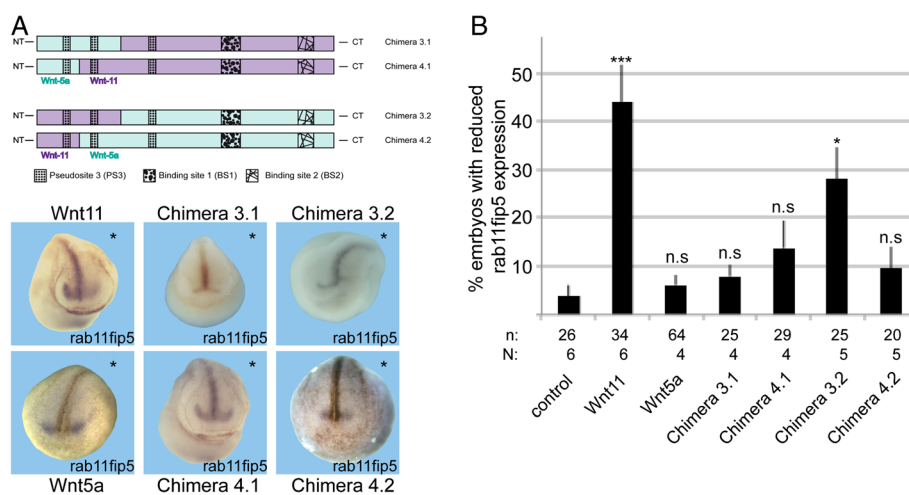 A
NT
CT
Chimera 3.1
NT
CT
Chimera 4.1
Wnt-5a
Wnt-11
NT
CT
Chimera 3.2
NT
CT
Chimera 4.2
Wnt-11
Wnt-5a
Pseudosite 3 (PS3)
Binding site 1 (BS1)
Binding site 2 (BS2)
Wnt11
Chimera 3.1
Chimera 3.2
*
*
*
rab11fip5
rab11fip5
rab11fip5
*
*
*
rab11fip5
rab11fip5
rab11fip5
Wnt5a
Chimera 4.1
Chimera 4.2
B
% emrbyos with reduced
rab11fip5 expression
50
40
30
20
10
***
n.s
n.s
n.s
*
n.s
n: 26 34 64 25 29 25 20
N: 6 6 4 4 4 5 5
control
Wnt11
Wnt5a
Chimera 3.1
Chimera 4.1
Chimera 3.2
Chimera 4.2